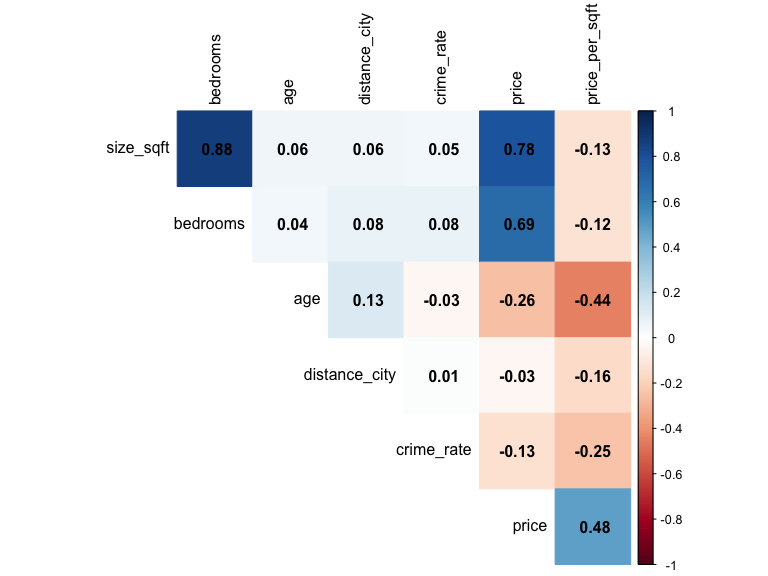 bedrooms age distance_city crime_rate price price_per_sqft
size_sqft 0.88 0.06 0.06 0.05 0.78 -0.13
bedrooms 0.04 0.08 0.08 0.69 -0.12
age 0.13 -0.03 -0.26 -0.44
distance_city 0.01 -0.03 -0.16
crime_rate -0.13 -0.25
price 0.48
1
0.8
0.6
0.4
0.2
0
-0.2
-0.4
-0.6
-0.8
-1